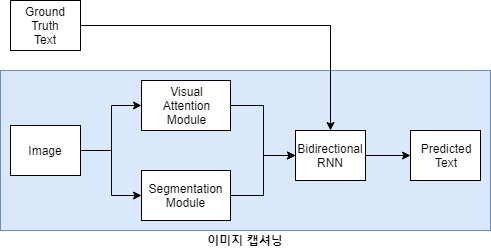 Ground
Truth
Text
Visual
Attention
Module
Image
Bidirectional
RNN
Predicted
Text
Segmentation
Module
이미지 캡셔닝